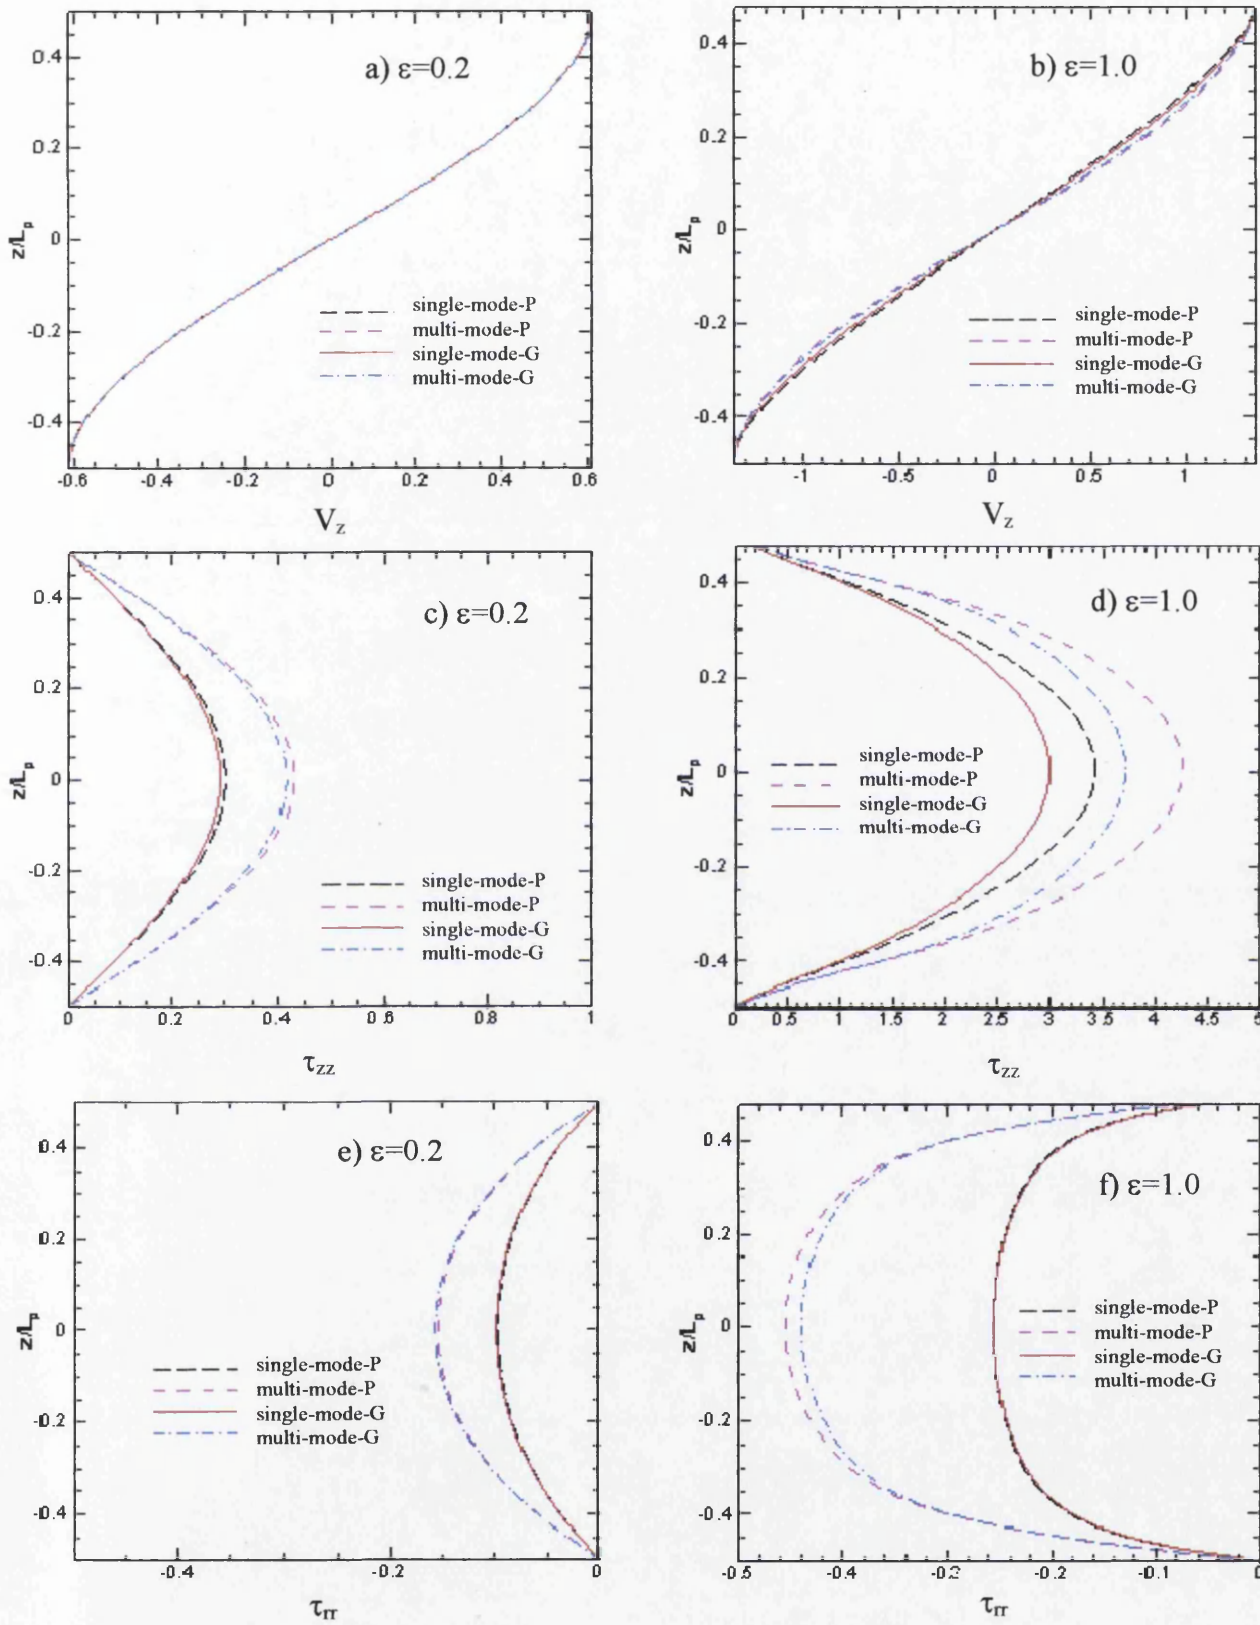 a) ε=0.2
0.4
0.2
0
-0.2
-0.4
z/Lp
single-mode-P
multi-mode-P
single-mode-G
multi-mode-G
-0.6 -0.4 -0.2 0 0.2 0.4 0.6
Vz
b) ε=1.0
0.4
0.2
0
-0.2
-0.4
z/Lp
single-mode-P
multi-mode-P
single-mode-G
multi-mode-G
-1 -0.5 0 0.5 1
Vz
c) ε=0.2
0.4
0.2
0
-0.2
-0.4
z/Lp
single-mode-P
multi-mode-P
single-mode-G
multi-mode-G
0 0.2 0.4 0.6 0.8 1
τzz
d) ε=1.0
0.4
0.2
0
-0.2
-0.4
z/Lp
single-mode-P
multi-mode-P
single-mode-G
multi-mode-G
0 0.5 1 1.5 2 2.5 3 3.5 4 4.5 5
τzz
e) ε=0.2
0.4
0.2
0
-0.2
-0.4
z/Lp
single-mode-P
multi-mode-P
single-mode-G
multi-mode-G
-0.4 -0.2 0
τrr
f) ε=1.0
0.4
0.2
0
-0.2
-0.4
z/Lp
single-mode-P
multi-mode-P
single-mode-G
multi-mode-G
-0.5 -0.4 -0.3 -0.2 -0.1 0
τrr